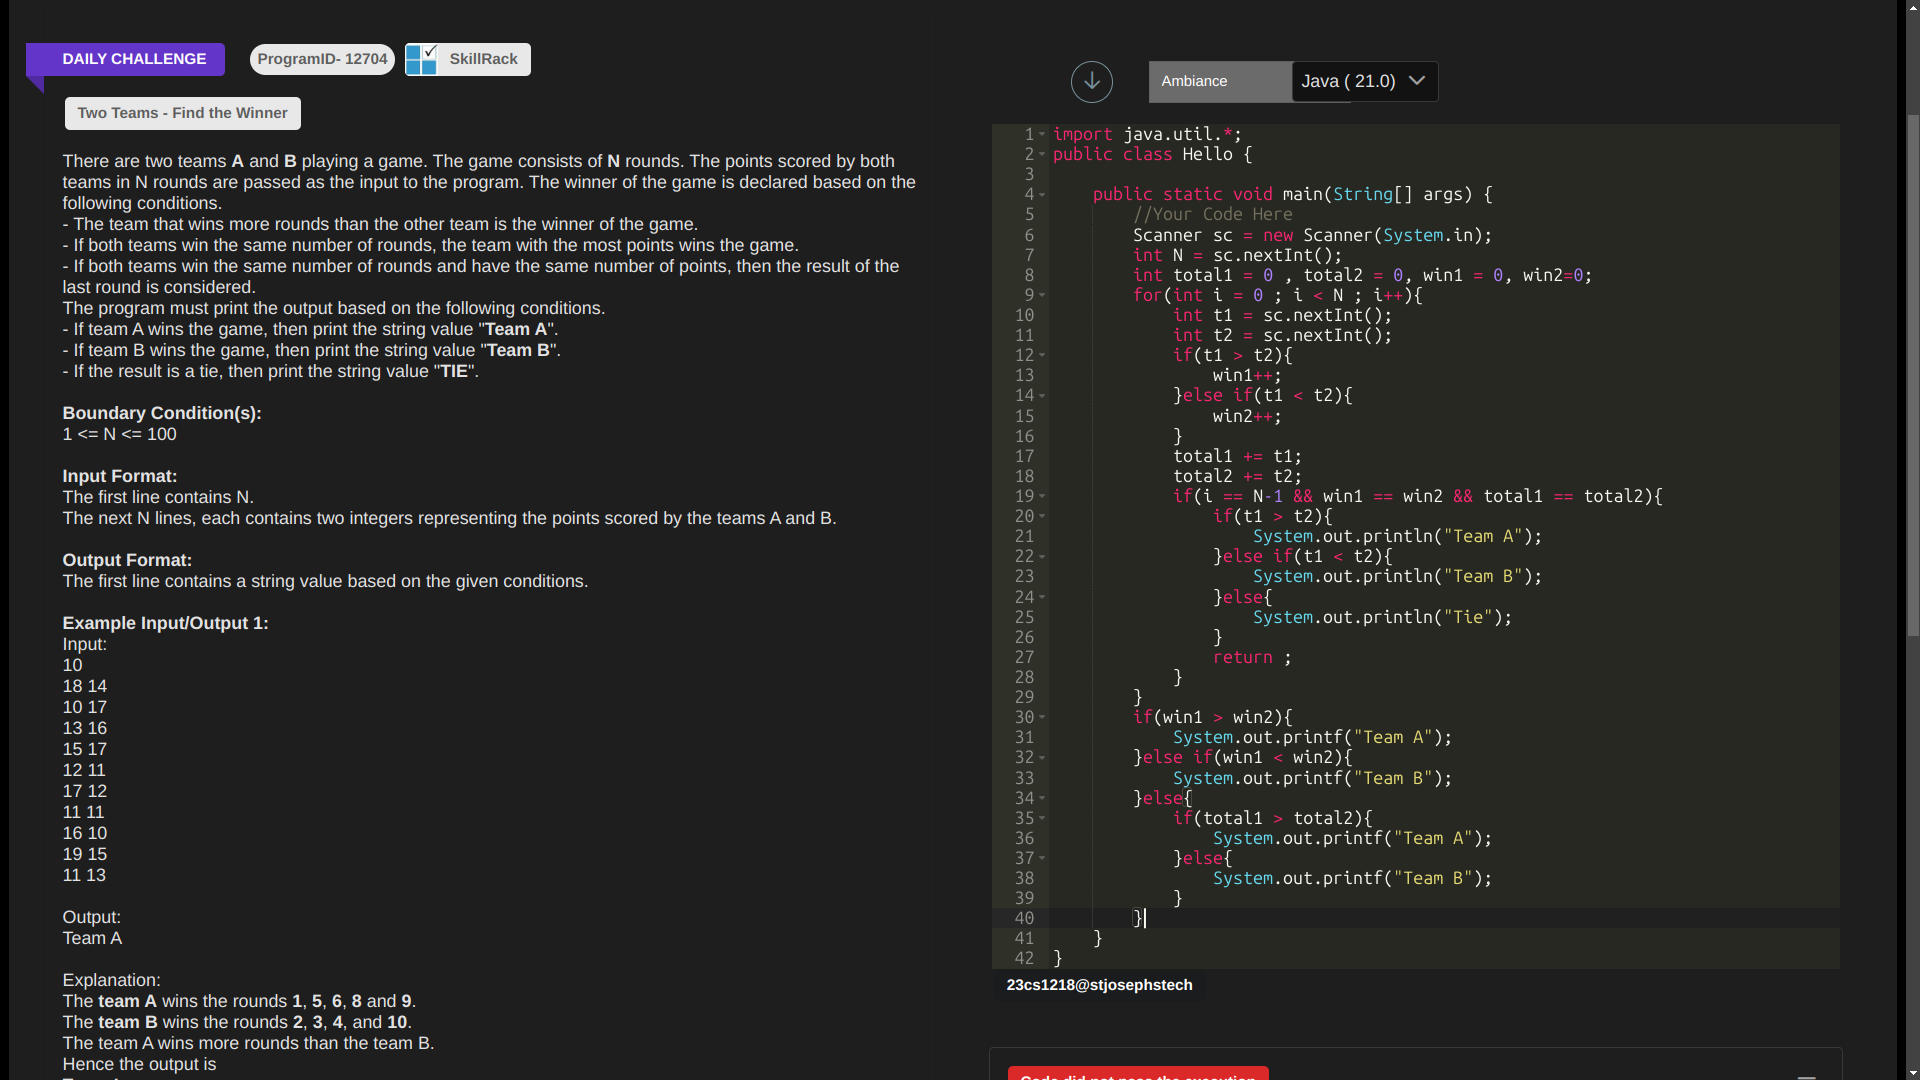 DAILY CHALLENGE
ProgramID- 12704
SkillRack
Two Teams - Find the Winner
There are two teams A and B playing a game. The game consists of N rounds. The points scored by both
teams in N rounds are passed as the input to the program. The winner of the game is declared based on the
following conditions.
- The team that wins more rounds than the other team is the winner of the game.
- If both teams win the same number of rounds, the team with the most points wins the game.
- If both teams win the same number of rounds and have the same number of points, then the result of the
last round is considered.
The program must print the output based on the following conditions.
- If team A wins the game, then print the string value "Team A".
- If team B wins the game, then print the string value "Team B".
- If the result is a tie, then print the string value "TIE".
Boundary Condition(s):
1 <= N <= 100
Input Format:
The first line contains N.
The next N lines, each contains two integers representing the points scored by the teams A and B.
Output Format:
The first line contains a string value based on the given conditions.
Example Input/Output 1:
Input:
10
18 14
10 17
13 16
15 17
12 11
17 12
11 11
16 10
19 15
11 13
Output:
Team A
Explanation:
The team A wins the rounds 1, 5, 6, 8 and 9.
The team B wins the rounds 2, 3, 4, and 10.
The team A wins more rounds than the team B.
Hence the output is
Ambiance
Java ( 21.0)
1 import java.util.*;
2 public class Hello {
3
4 public static void main(String[] args) {
5 //Your Code Here
6 Scanner sc = new Scanner(System.in);
7 int N = sc.nextInt();
8 int total1 = 0 , total2 = 0, win1 = 0, win2=0;
9 for(int i = 0 ; i < N ; i++){
10 int t1 = sc.nextInt();
11 int t2 = sc.nextInt();
12 if(t1 > t2){
13 win1++;
14 }else if(t1 < t2){
15 win2++;
16 }
17 total1 += t1;
18 total2 += t2;
19 if(i == N-1 && win1 == win2 && total1 == total2){
20 if(t1 > t2){
21 System.out.println("Team A");
22 }else if(t1 < t2){
23 System.out.println("Team B");
24 }else{
25 System.out.println("Tie");
26 }
27 return ;
28 }
29 }
30 if(win1 > win2){
31 System.out.printf("Team A");
32 }else if(win1 < win2){
33 System.out.printf("Team B");
34 }else{
35 if(total1 > total2){
36 System.out.printf("Team A");
37 }else{
38 System.out.printf("Team B");
39 }
40 }
41 }
42 }
23cs1218@stjosephstech
Code did not pass the execution